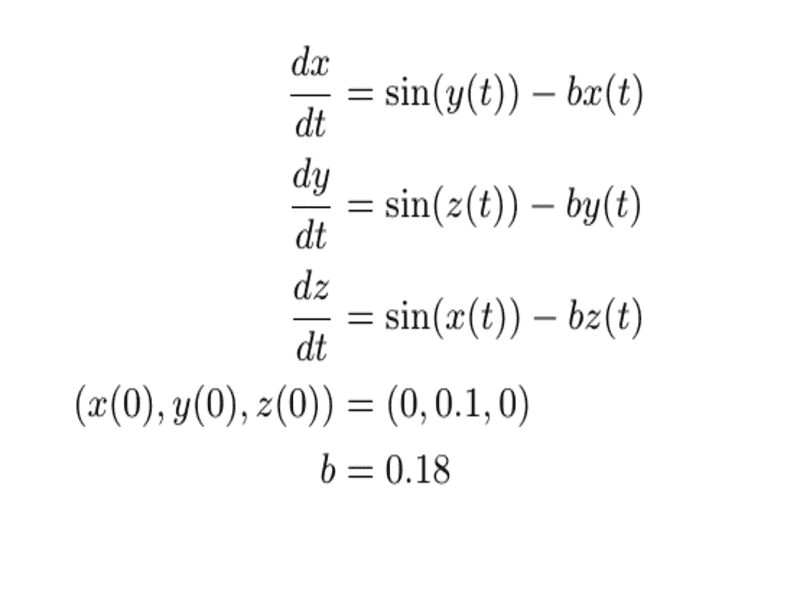 dx/dt = sin(y(t)) − bx(t)
dy/dt = sin(z(t)) − by(t)
dz/dt = sin(x(t)) − bz(t)
(x(0), y(0), z(0)) = (0, 0.1, 0)
b = 0.18